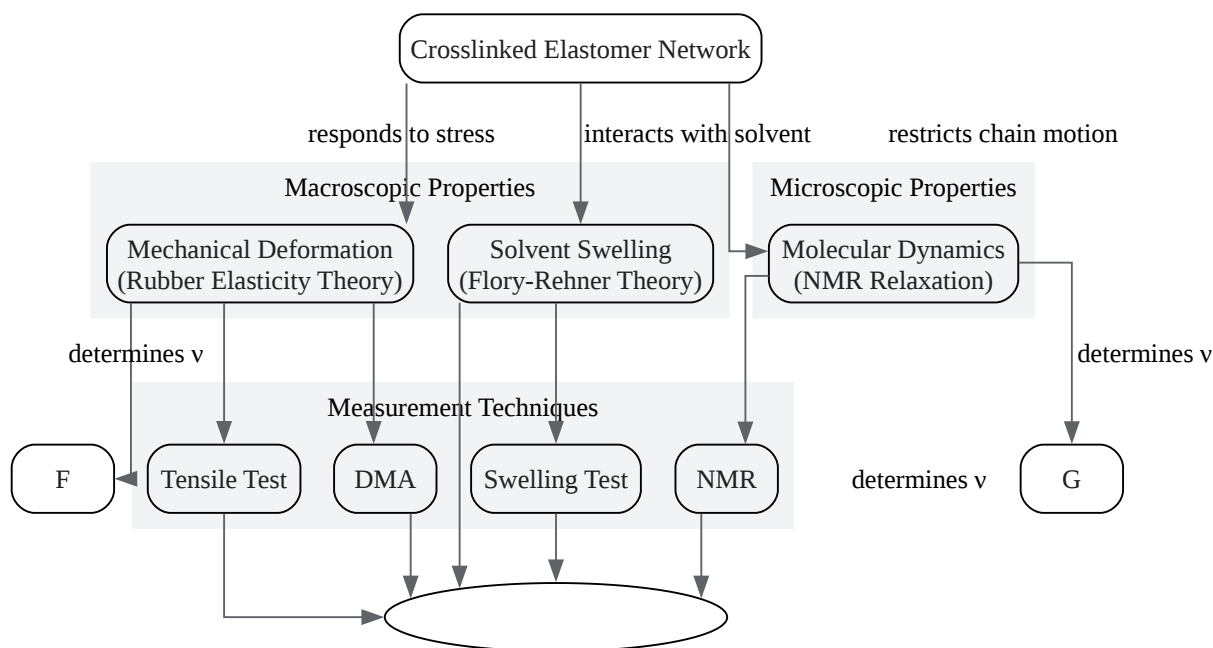 Crosslinked Elastomer Network
responds to stress
interacts with solvent
restricts chain motion
Macroscopic Properties
Microscopic Properties
Mechanical Deformation
(Rubber Elasticity Theory)
Solvent Swelling
(Flory-Rehner Theory)
Molecular Dynamics
(NMR Relaxation)
determines ν
determines ν
Measurement Techniques
F
Tensile Test
DMA
Swelling Test
NMR
determines ν
G